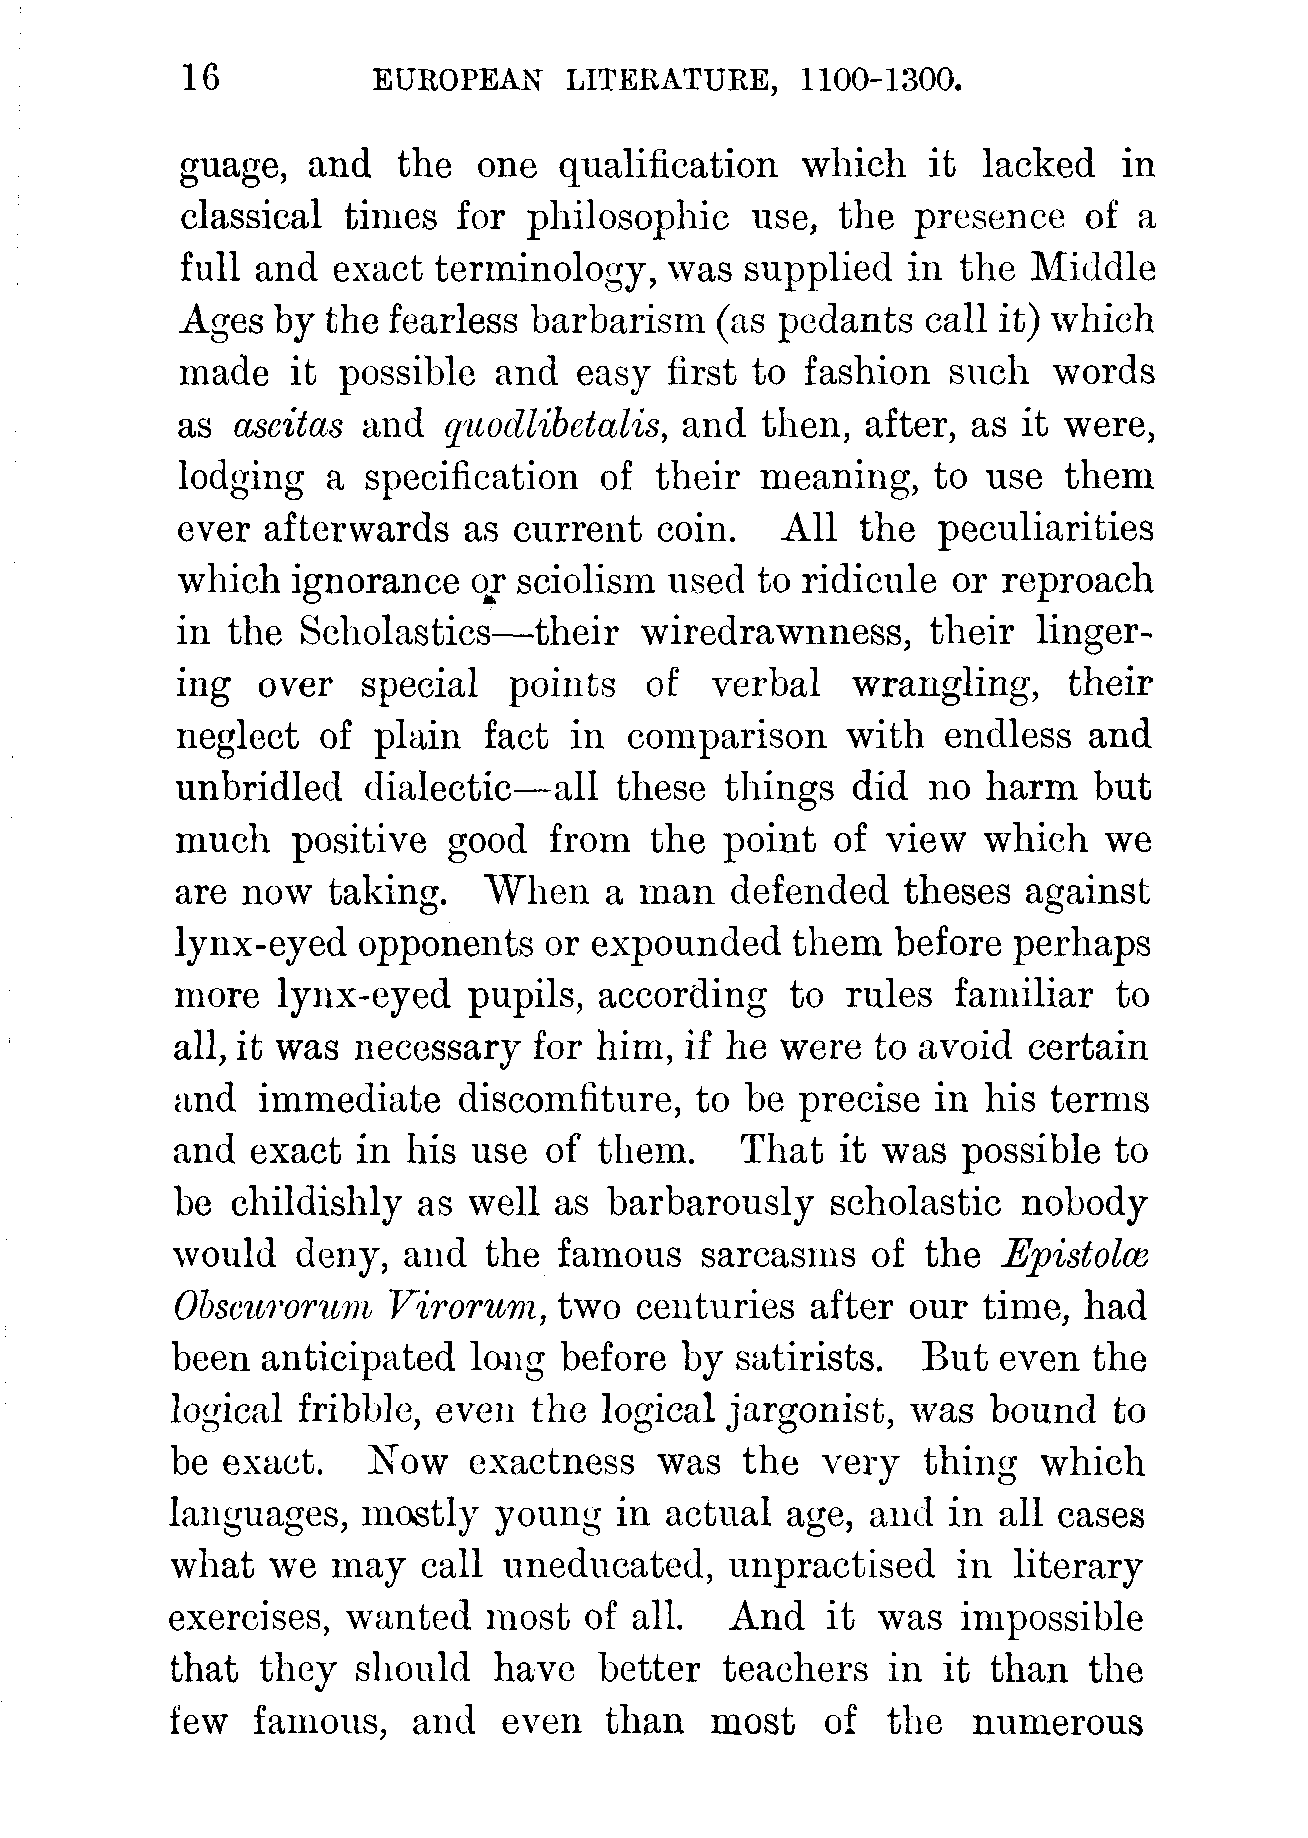 16 EUROPEAN LITERATURE, 1100-1300.
guage, and the one qualification which it lacked in
classical times for philosophic use, the presence of a
full and exact terminology, was supplied in the Middle
Ages by the fearless barbarism (as pedants call it) which
made it possible and easy first to fashion such words
as ascitas and quodlibetalis, and then, after, as it were,
lodging a specification of their meaning, to use them
ever afterwards as current coin. All the peculiarities
which ignorance or sciolism used to ridicule or reproach
in the Scholastics—their wiredrawnness, their linger-
ing over special points of verbal wrangling, their
neglect of plain fact in comparison with endless and
unbridled dialectic—all these things did no harm but
much positive good from the point of view which we
are now taking. When a man defended theses against
lynx-eyed opponents or expounded them before perhaps
more lynx-eyed pupils, according to rules familiar to
all, it was necessary for him, if he were to avoid certain
and immediate discomfiture, to be precise in his terms
and exact in his use of them. That it was possible to
be childishly as well as barbarously scholastic nobody
would deny, and the famous sarcasms of the Epistolæ
Obscurorum Virorum, two centuries after our time, had
been anticipated long before by satirists. But even the
logical fribble, even the logical jargonist, was bound to
be exact. Now exactness was the very thing which
languages, mostly young in actual age, and in all cases
what we may call uneducated, unpractised in literary
exercises, wanted most of all. And it was impossible
that they should have better teachers in it than the
few famous, and even than most of the numerous